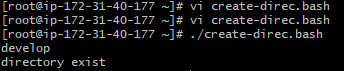 [root@ip-172-31-40-177 ~]# vi create-direc.bash
[root@ip-172-31-40-177 ~]# vi create-direc.bash
[root@ip-172-31-40-177 ~]# ./create-direc.bash
develop
directory exist